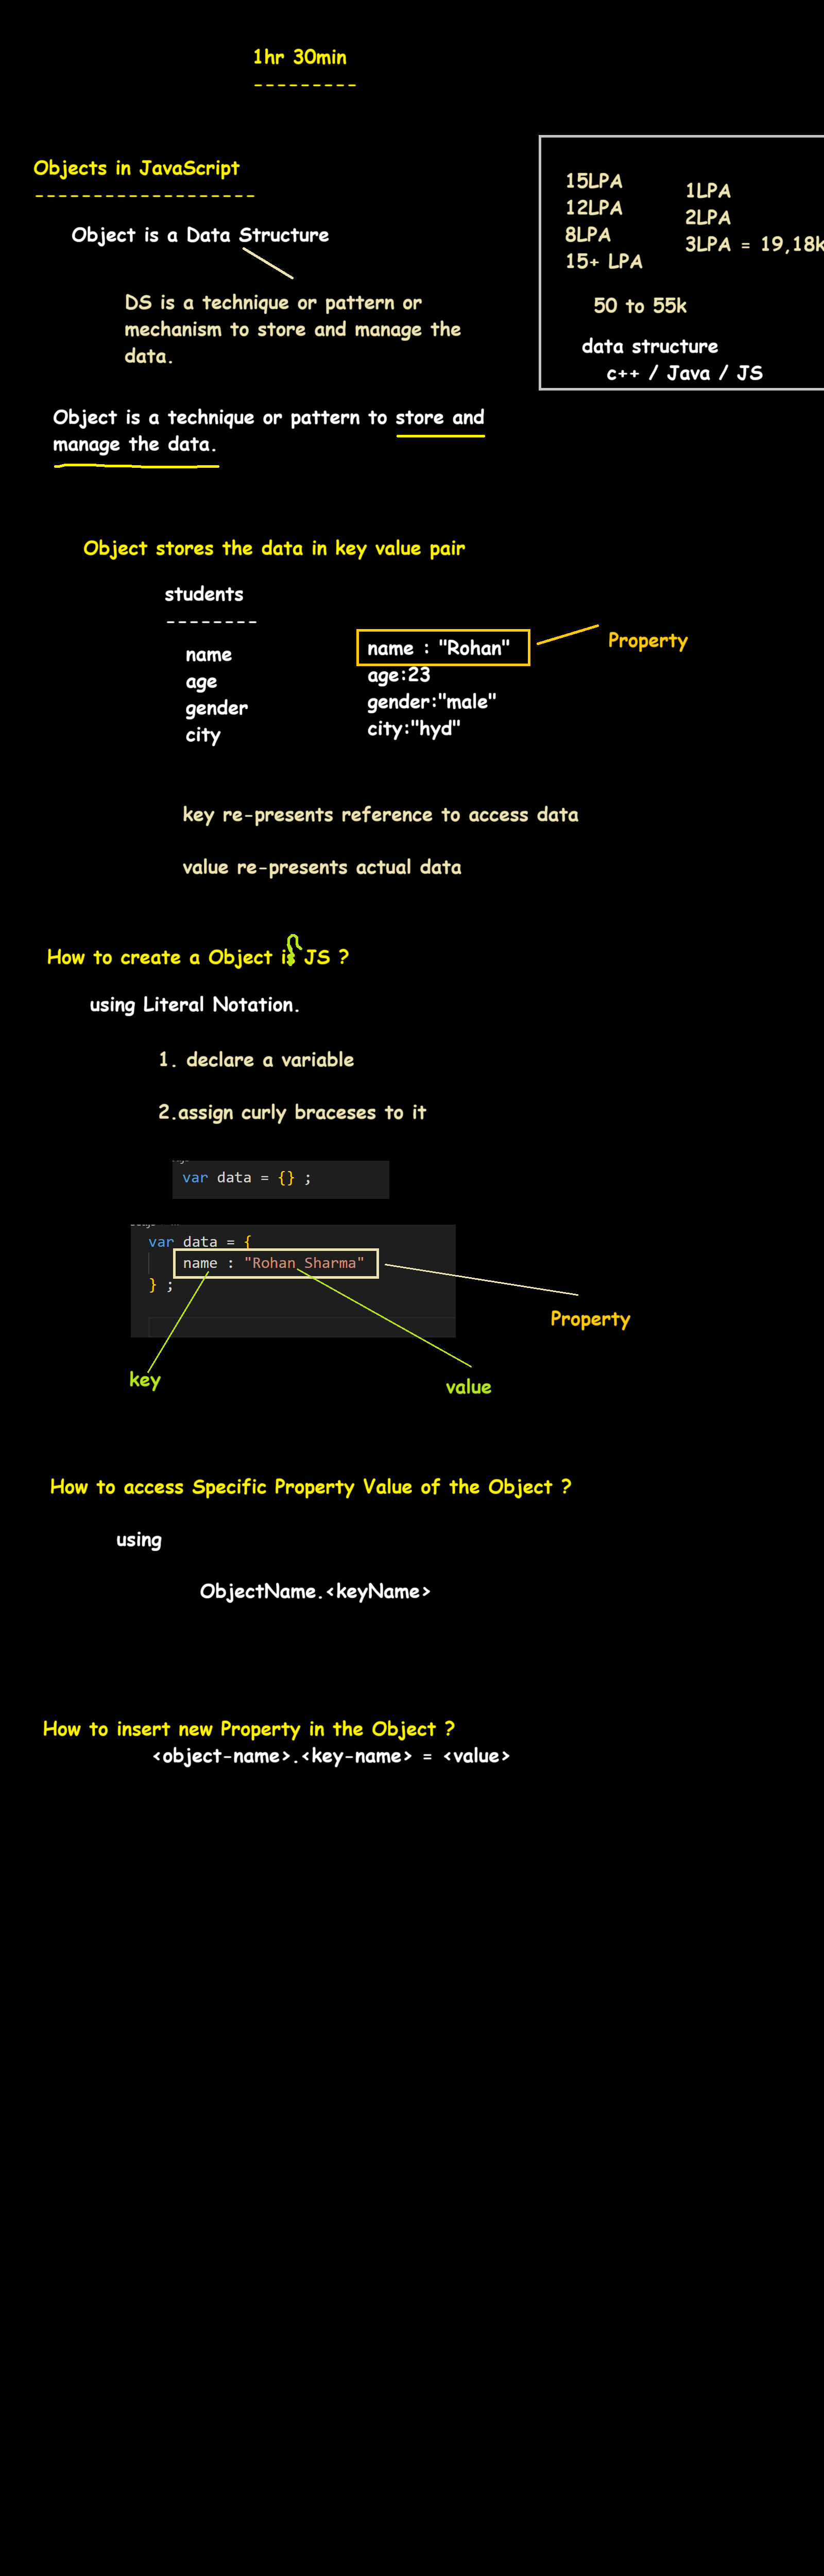 1hr 30min
---------
Objects in JavaScript
-------------------
Object is a Data Structure
DS is a technique or pattern or
mechanism to store and manage the
data.
15LPA
12LPA
8LPA
15+ LPA
1LPA
2LPA
3LPA = 19,18k
50 to 55k
data structure
c++ / Java / JS
Object is a technique or pattern to store and
manage the data.
Object stores the data in key value pair
students
--------
name
age
gender
city
name : "Rohan"
age:23
gender:"male"
city:"hyd"
Property
key re-presents reference to access data
value re-presents actual data
How to create a Object is JS ?
using Literal Notation.
1. declare a variable
2.assign curly braceses to it
var data = {} ;
var data = {
name : "Rohan Sharma"
} ;
Property
key
value
How to access Specific Property Value of the Object ?
using
ObjectName.<keyName>
How to insert new Property in the Object ?
<object-name>.<key-name> = <value>